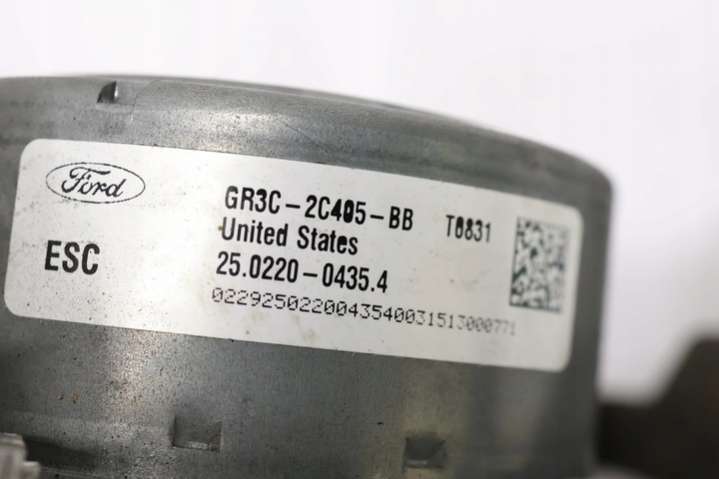 Ford
GR3C-2C405-BB T0831
ESC
United States
25.0220-0435.4
0229250220043540031513000771